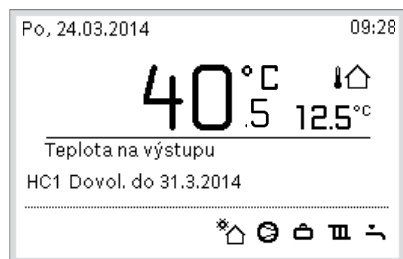 Po, 24.03.2014 09:28
40.5 °C
12.5°C
Teplota na výstupu
HC1 Dovol. do 31.3.2014